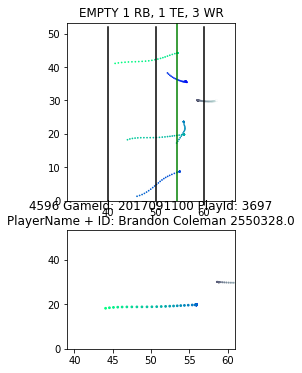 EMPTY 1 RB, 1 TE, 3 WR
50
40
30
20
10
0
40 50 60
4596 GameId: 2017091100 PlayId: 3697
PlayerName + ID: Brandon Coleman 2550328.0
40
20
0
40 45 50 55 60